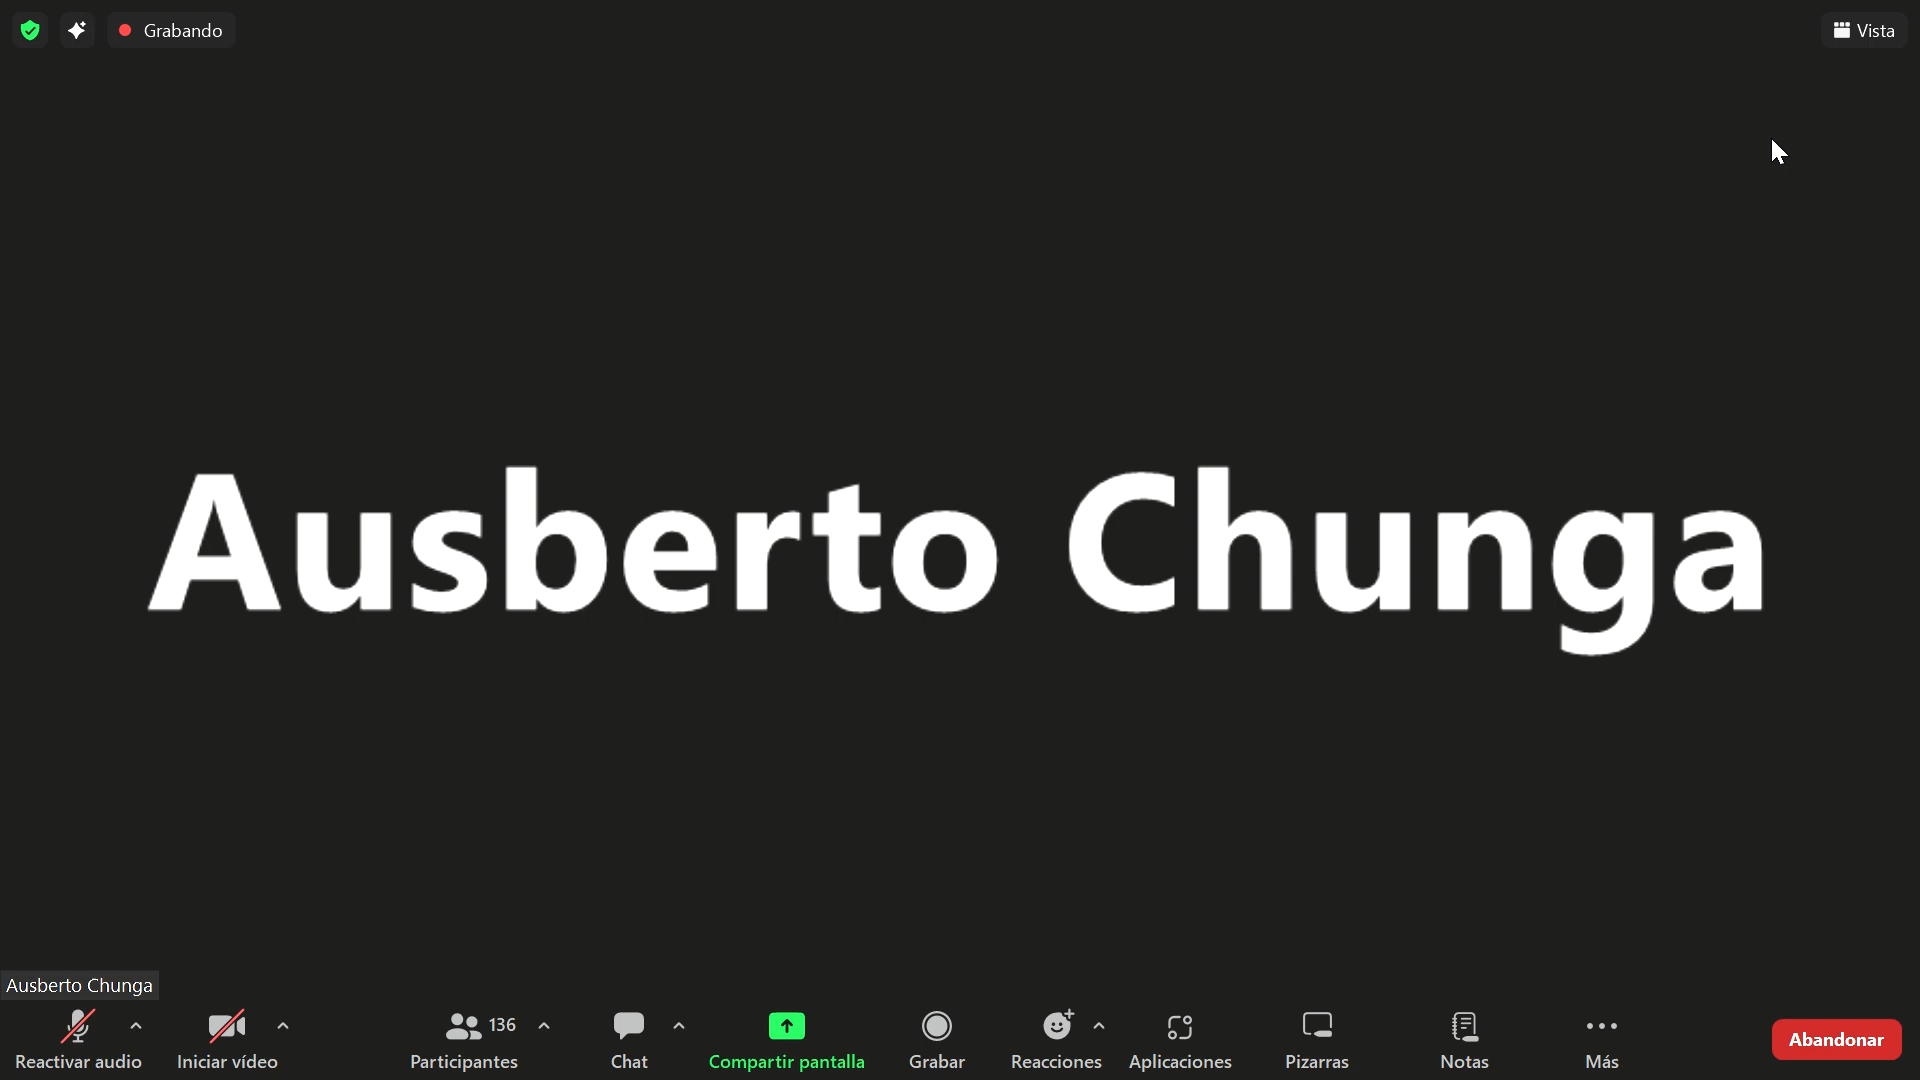 Grabando
Vista
Ausberto Chunga
Ausberto Chunga
136
Reactivar audio
Iniciar vídeo
Participantes
Chat
Compartir pantalla
Grabar
Reacciones
Aplicaciones
Pizarras
Notas
Más
Abandonar